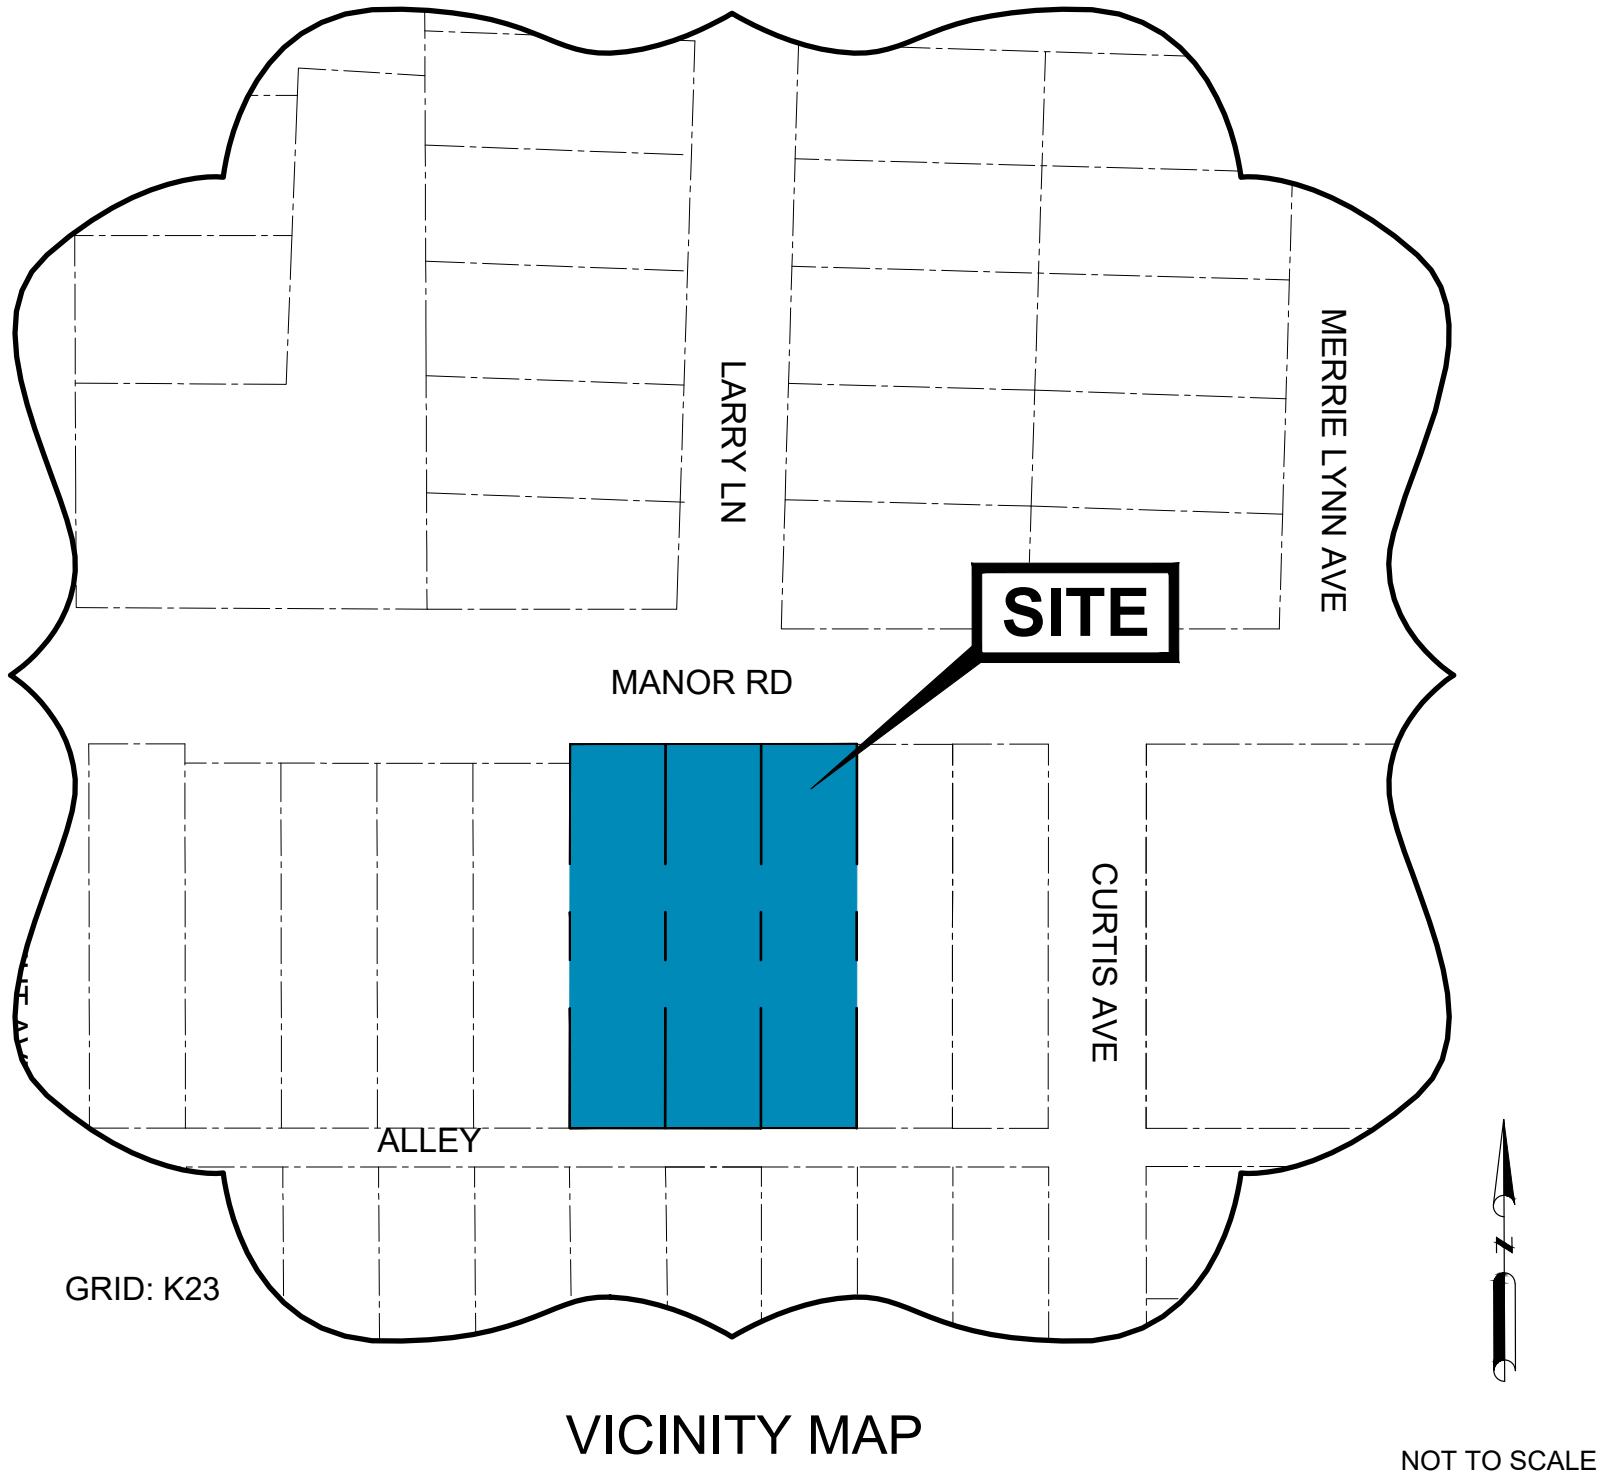 LARRY LN
MERRIE LYNN AVE
SITE
MANOR RD
CURTIS AVE
ALLEY
GRID: K23
N
VICINITY MAP
NOT TO SCALE